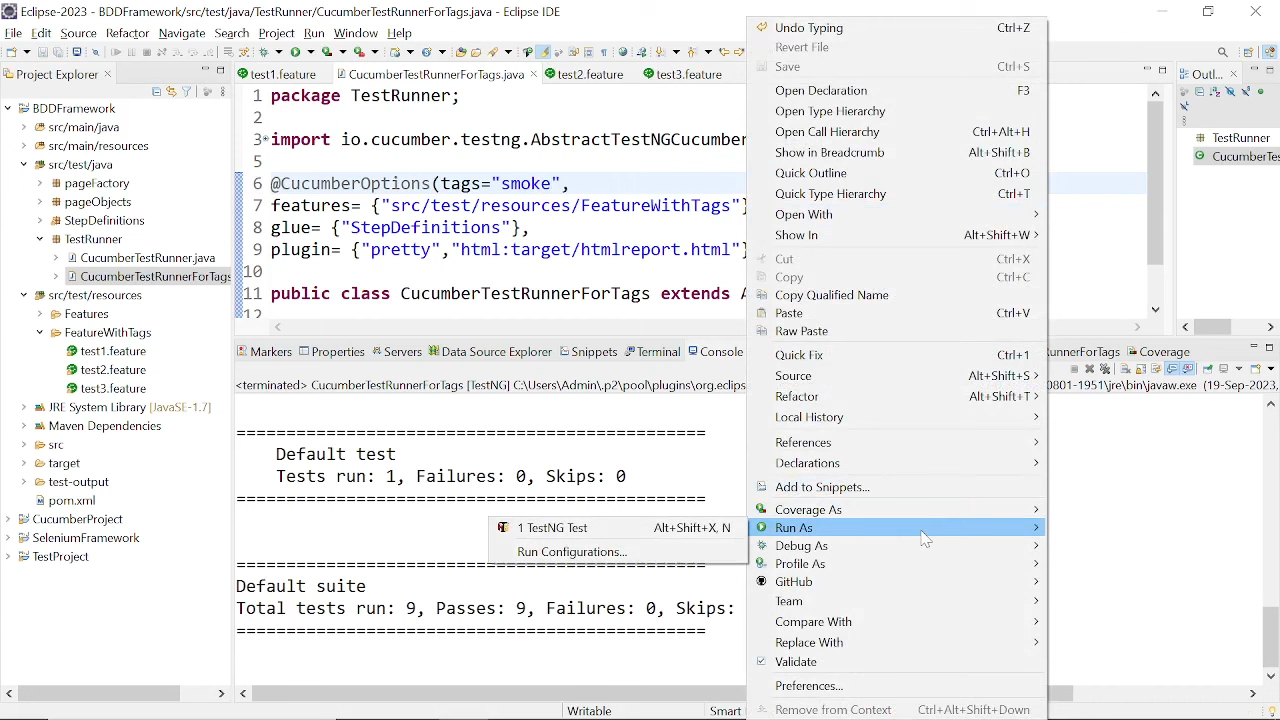 Eclipse-2023 - BDDFramework/src/test/java/TestRunner/CucumberTestRunnerForTags.java - Eclipse IDE
File Edit Source Refactor Navigate Search Project Run Window Help
Project Explorer
BDDFramework
src/main/java
src/main/resources
src/test/java
pageFactory
pageObjects
StepDefinitions
TestRunner
CucumberTestRunner.java
CucumberTestRunnerForTags
src/test/resources
Features
FeatureWithTags
test1.feature
test2.feature
test3.feature
JRE System Library [JavaSE-1.7]
Maven Dependencies
src
target
test-output
pom.xml
CucumberProject
SeleniumFramework
TestProject
test1.feature CucumberTestRunnerForTags.java test2.feature test3.feature
1 package TestRunner;
2
3 import io.cucumber.testng.AbstractTestNGCucumber
5
6 @CucumberOptions(tags="smoke",
7 features= {"src/test/resources/FeatureWithTags"}
8 glue= {"StepDefinitions"},
9 plugin= {"pretty","html:target/htmlreport.html"}
10
11 public class CucumberTestRunnerForTags extends A
12
Markers Properties Servers Data Source Explorer Snippets Terminal Console
RunnerForTags Coverage
<terminated> CucumberTestRunnerForTags [TestNG] C:\Users\Admin\.p2\pool\plugins\org.eclips
0801-1951\jre\bin\javaw.exe (19-Sep-2023,
===============================================
Default test
Tests run: 1, Failures: 0, Skips: 0
===============================================
===============================================
Default suite
Total tests run: 9, Passes: 9, Failures: 0, Skips:
===============================================
1 TestNG Test Alt+Shift+X, N
Run Configurations...
Undo Typing Ctrl+Z
Revert File
Save Ctrl+S
Open Declaration F3
Open Type Hierarchy
Open Call Hierarchy Ctrl+Alt+H
Show in Breadcrumb Alt+Shift+B
Quick Outline Ctrl+O
Quick Type Hierarchy Ctrl+T
Open With
Show In Alt+Shift+W
Cut Ctrl+X
Copy Ctrl+C
Copy Qualified Name
Paste Ctrl+V
Raw Paste
Quick Fix Ctrl+1
Source Alt+Shift+S
Refactor Alt+Shift+T
Local History
References
Declarations
Add to Snippets...
Coverage As
Run As
Debug As
Profile As
GitHub
Team
Compare With
Replace With
Validate
Preferences...
Remove from Context Ctrl+Alt+Shift+Down
Outl...
TestRunner
CucumberTes
Writable
Smart